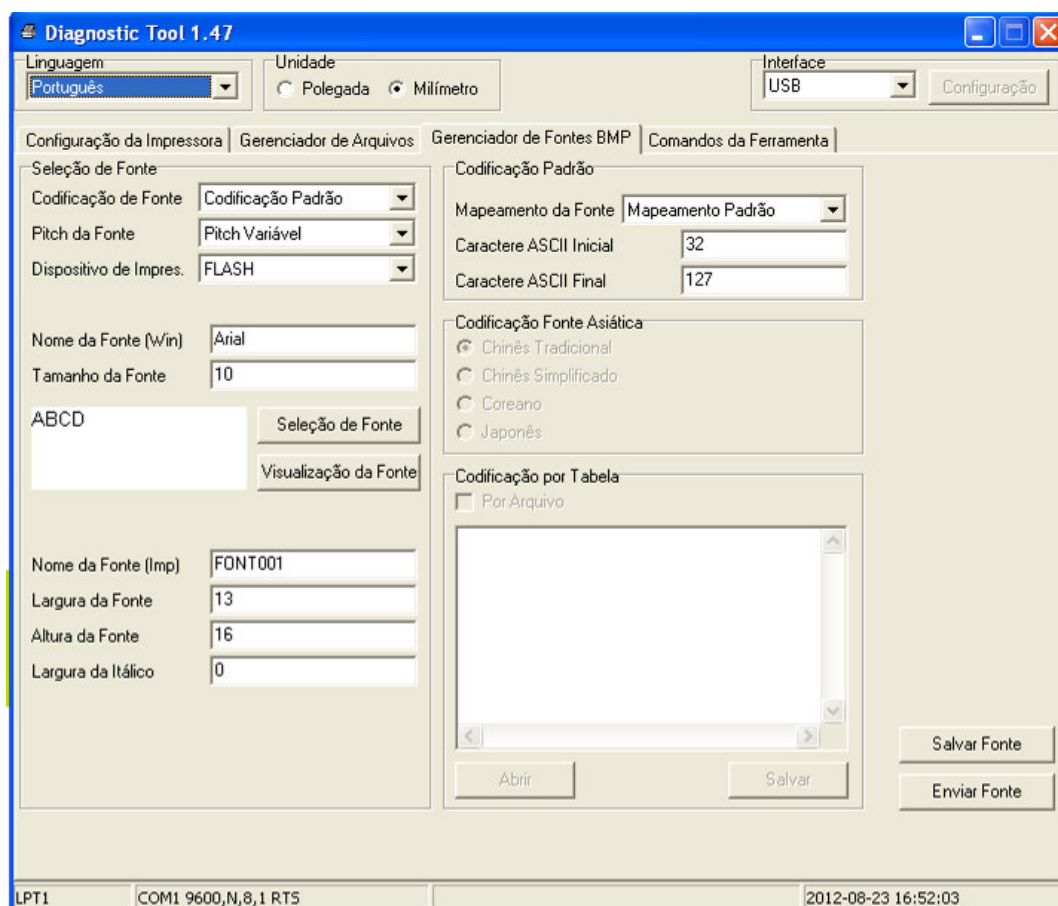 Diagnostic Tool 1.47
Linguagem
Português
Unidade
Polegada
Milímetro
Interface
USB
Configuração
Configuração da Impressora
Gerenciador de Arquivos
Gerenciador de Fontes BMP
Comandos da Ferramenta
Seleção de Fonte
Codificação de Fonte
Codificação Padrão
Pitch da Fonte
Pitch Variável
Dispositivo de Impres.
FLASH
Nome da Fonte (Win)
Arial
Tamanho da Fonte
10
ABCD
Seleção de Fonte
Visualização da Fonte
Nome da Fonte (Imp)
FONT001
Largura da Fonte
13
Altura da Fonte
16
Largura da Itálico
0
Codificação Padrão
Mapeamento da Fonte
Mapeamento Padrão
Caractere ASCII Inicial
32
Caractere ASCII Final
127
Codificação Fonte Asiática
Chinês Tradicional
Chinês Simplificado
Coreano
Japonês
Codificação por Tabela
Por Arquivo
Abrir
Salvar
Salvar Fonte
Enviar Fonte
LPT1
COM1 9600,N,8,1 RTS
2012-08-23 16:52:03